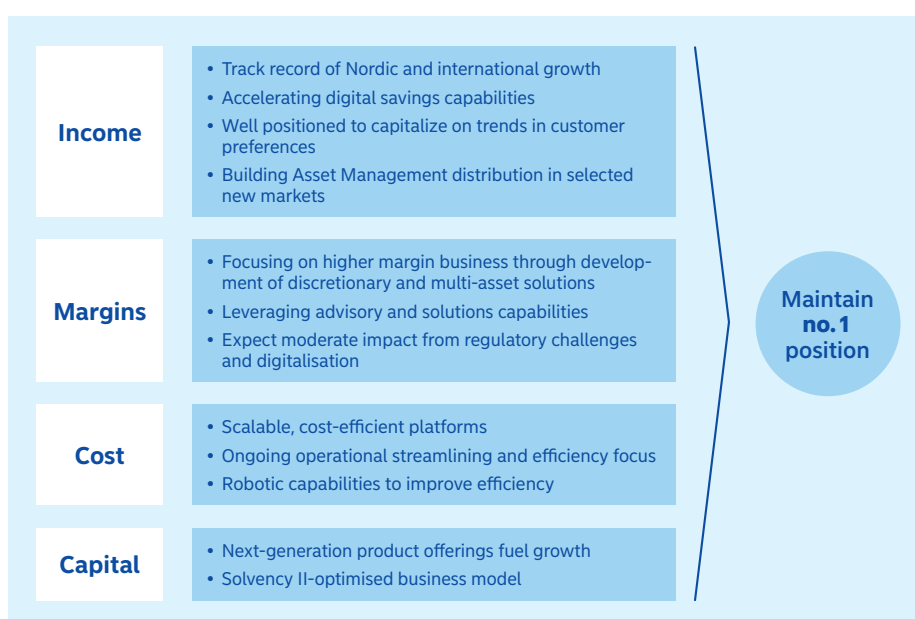 Income
• Track record of Nordic and international growth
• Accelerating digital savings capabilities
• Well positioned to capitalize on trends in customer
preferences
• Building Asset Management distribution in selected
new markets
Margins
• Focusing on higher margin business through develop-
ment of discretionary and multi-asset solutions
• Leveraging advisory and solutions capabilities
• Expect moderate impact from regulatory challenges
and digitalisation
Cost
• Scalable, cost-efficient platforms
• Ongoing operational streamlining and efficiency focus
• Robotic capabilities to improve efficiency
Capital
• Next-generation product offerings fuel growth
• Solvency II-optimised business model
Maintain
no.1
position